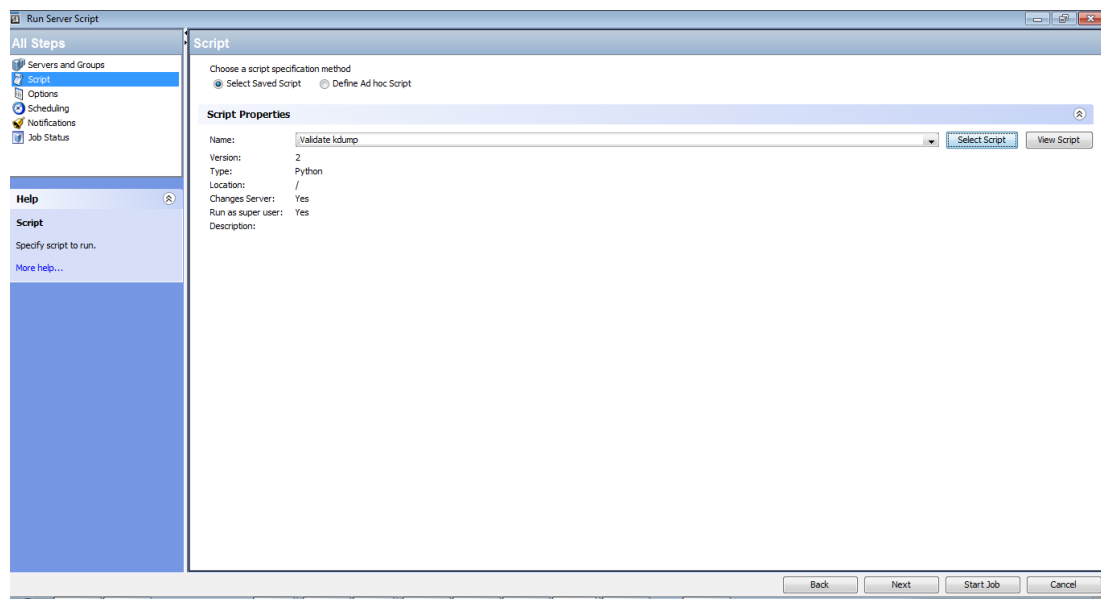 Run Server Script
All Steps
Servers and Groups
Script
Options
Scheduling
Notifications
Job Status
Help
Script
Specify script to run.
More help...
Script
Choose a script specification method
Select Saved Script Define Ad hoc Script
Script Properties
Name: Validate kdump Select Script View Script
Version: 2
Type: Python
Location: /
Changes Server: Yes
Run as super user: Yes
Description:
Back Next Start Job Cancel